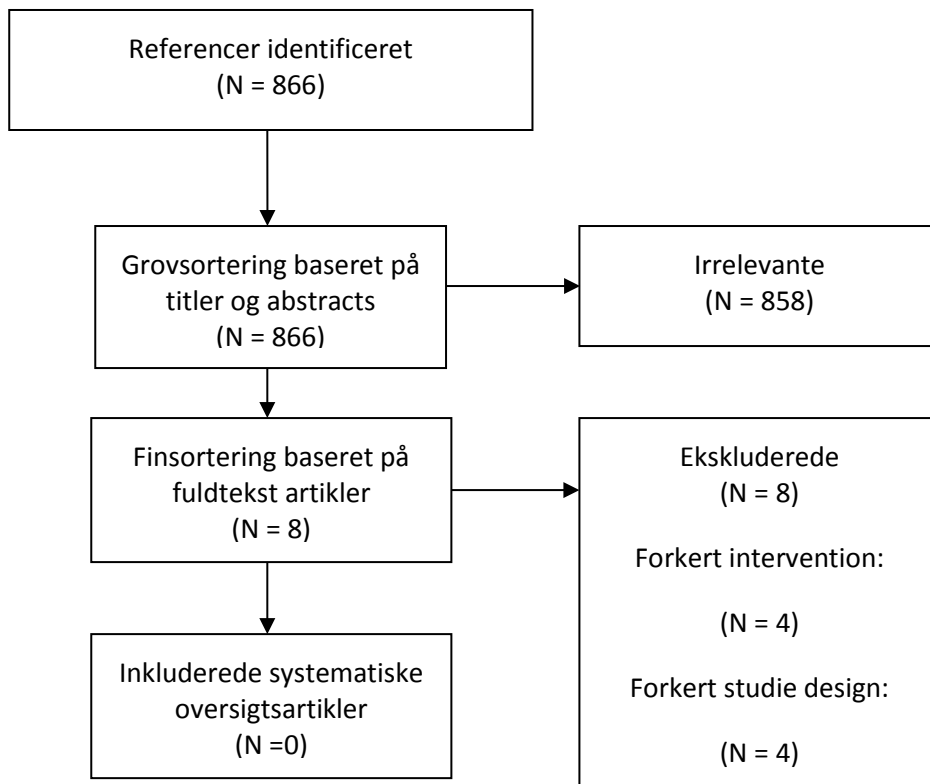 Referencer identificeret
(N = 866)
Grovsortering baseret på
titler og abstracts
(N = 866)
Irrelevante
(N = 858)
Finsortering baseret på
fuldtekst artikler
(N = 8)
Ekskluderede
(N = 8)
Forkert intervention:
(N = 4)
Forkert studie design:
(N = 4)
Inkluderede systematiske
oversigtsartikler
(N =0)